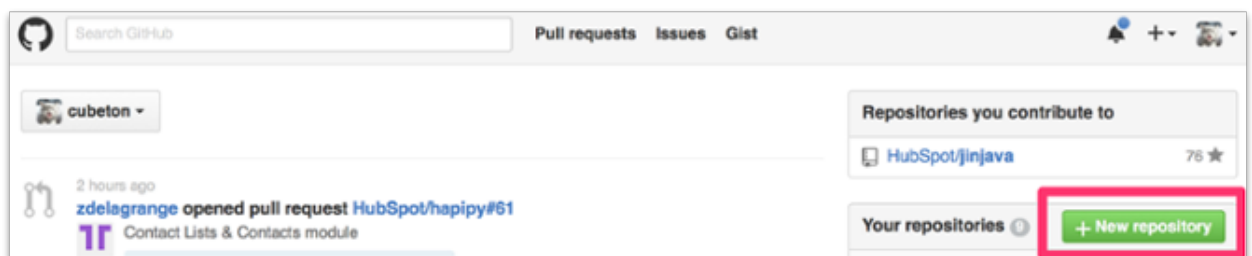 Search GitHub
Pull requests Issues Gist
cubeton
Repositories you contribute to
HubSpot/jinjava 76
2 hours ago
zdelagrange opened pull request HubSpot/hapipy#61
Contact Lists & Contacts module
Your repositories 9
+ New repository